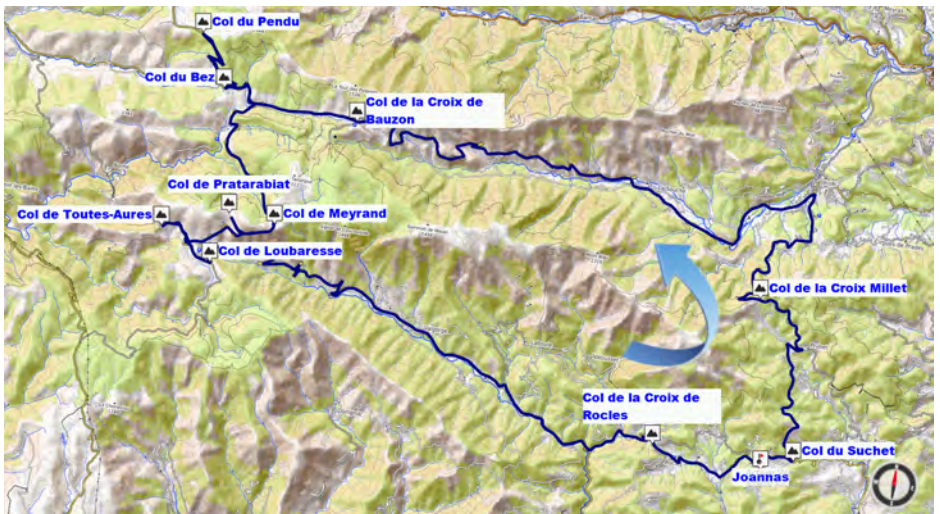 Col du Pendu
Col du Bez
Col de la Croix de
Bauzon
Col de Pratarabiat
Col de Toutes-Aures
Col de Meyrand
Col de Loubaresse
Col de la Croix Millet
Col de la Croix de
Rocles
Col du Suchet
Joannas